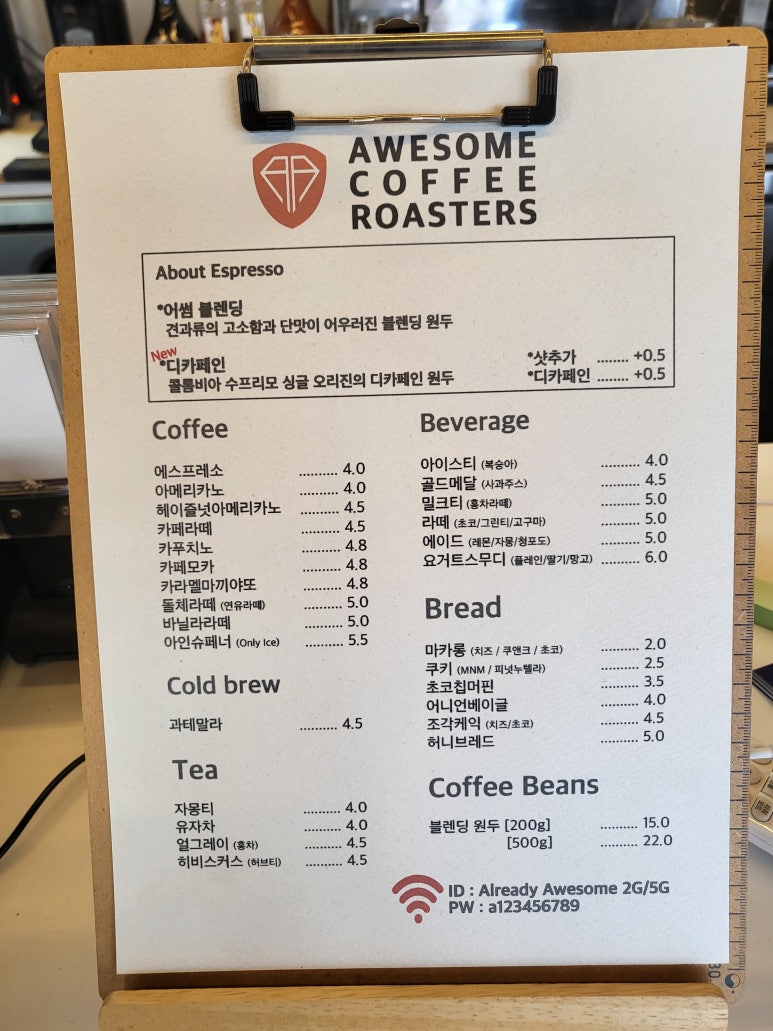 AWESOME
COFFEE
ROASTERS
About Espresso
*어썸 블렌딩
견과류의 고소함과 단맛이 어우러진 블렌딩 원두
New
*디카페인
콜롬비아 수프리모 싱글 오리진의 디카페인 원두
*샷추가 ........ +0.5
*디카페인 ........ +0.5
Coffee
에스프레소 .......... 4.0
아메리카노 .......... 4.0
헤이즐넛아메리카노 .......... 4.5
카페라떼 .......... 4.5
카푸치노 .......... 4.8
카페모카 .......... 4.8
카라멜마끼야또 .......... 4.8
돌체라떼 (연유라떼) .......... 5.0
바닐라라떼 .......... 5.0
아인슈페너 (Only Ice) .......... 5.5
Cold brew
과테말라 .......... 4.5
Tea
자몽티 .......... 4.0
유자차 .......... 4.0
얼그레이 (홍차) .......... 4.5
히비스커스 (허브티) .......... 4.5
Beverage
아이스티 (복숭아) .......... 4.0
골드메달 (사과주스) .......... 4.5
밀크티 (홍차라떼) .......... 5.0
라떼 (초코/그린티/고구마) .......... 5.0
에이드 (레몬/자몽/청포도) .......... 5.0
요거트스무디 (플레인/딸기/망고) .......... 6.0
Bread
마카롱 (치즈 / 쿠앤크 / 초코) .......... 2.0
쿠키 (MNM / 피넛누텔라) .......... 2.5
초코칩머핀 .......... 3.5
어니언베이글 .......... 4.0
조각케익 (치즈/초코) .......... 4.5
허니브레드 .......... 5.0
Coffee Beans
블렌딩 원두 [200g] .......... 15.0
[500g] .......... 22.0
ID : Already Awesome 2G/5G
PW : a123456789
30